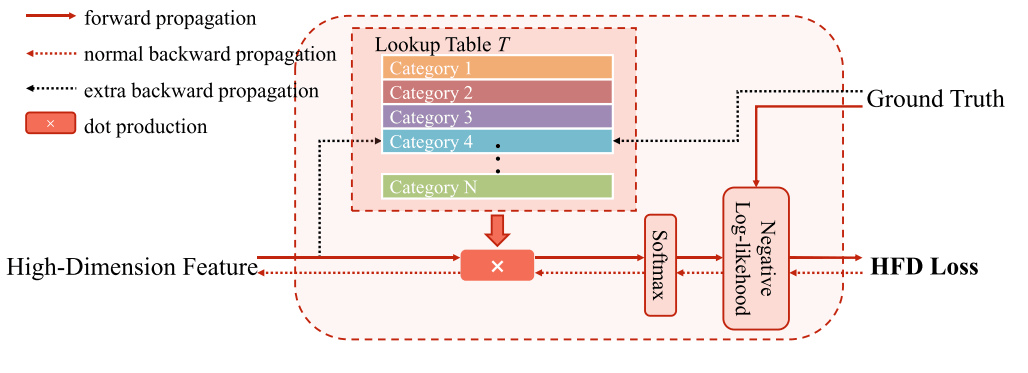 forward propagation
normal backward propagation
extra backward propagation
×
dot production
Lookup Table T
Category 1
Category 2
Category 3
Category 4
Category N
Ground Truth
High-Dimension Feature
×
Softmax
Negative
Log-likehood
HFD Loss